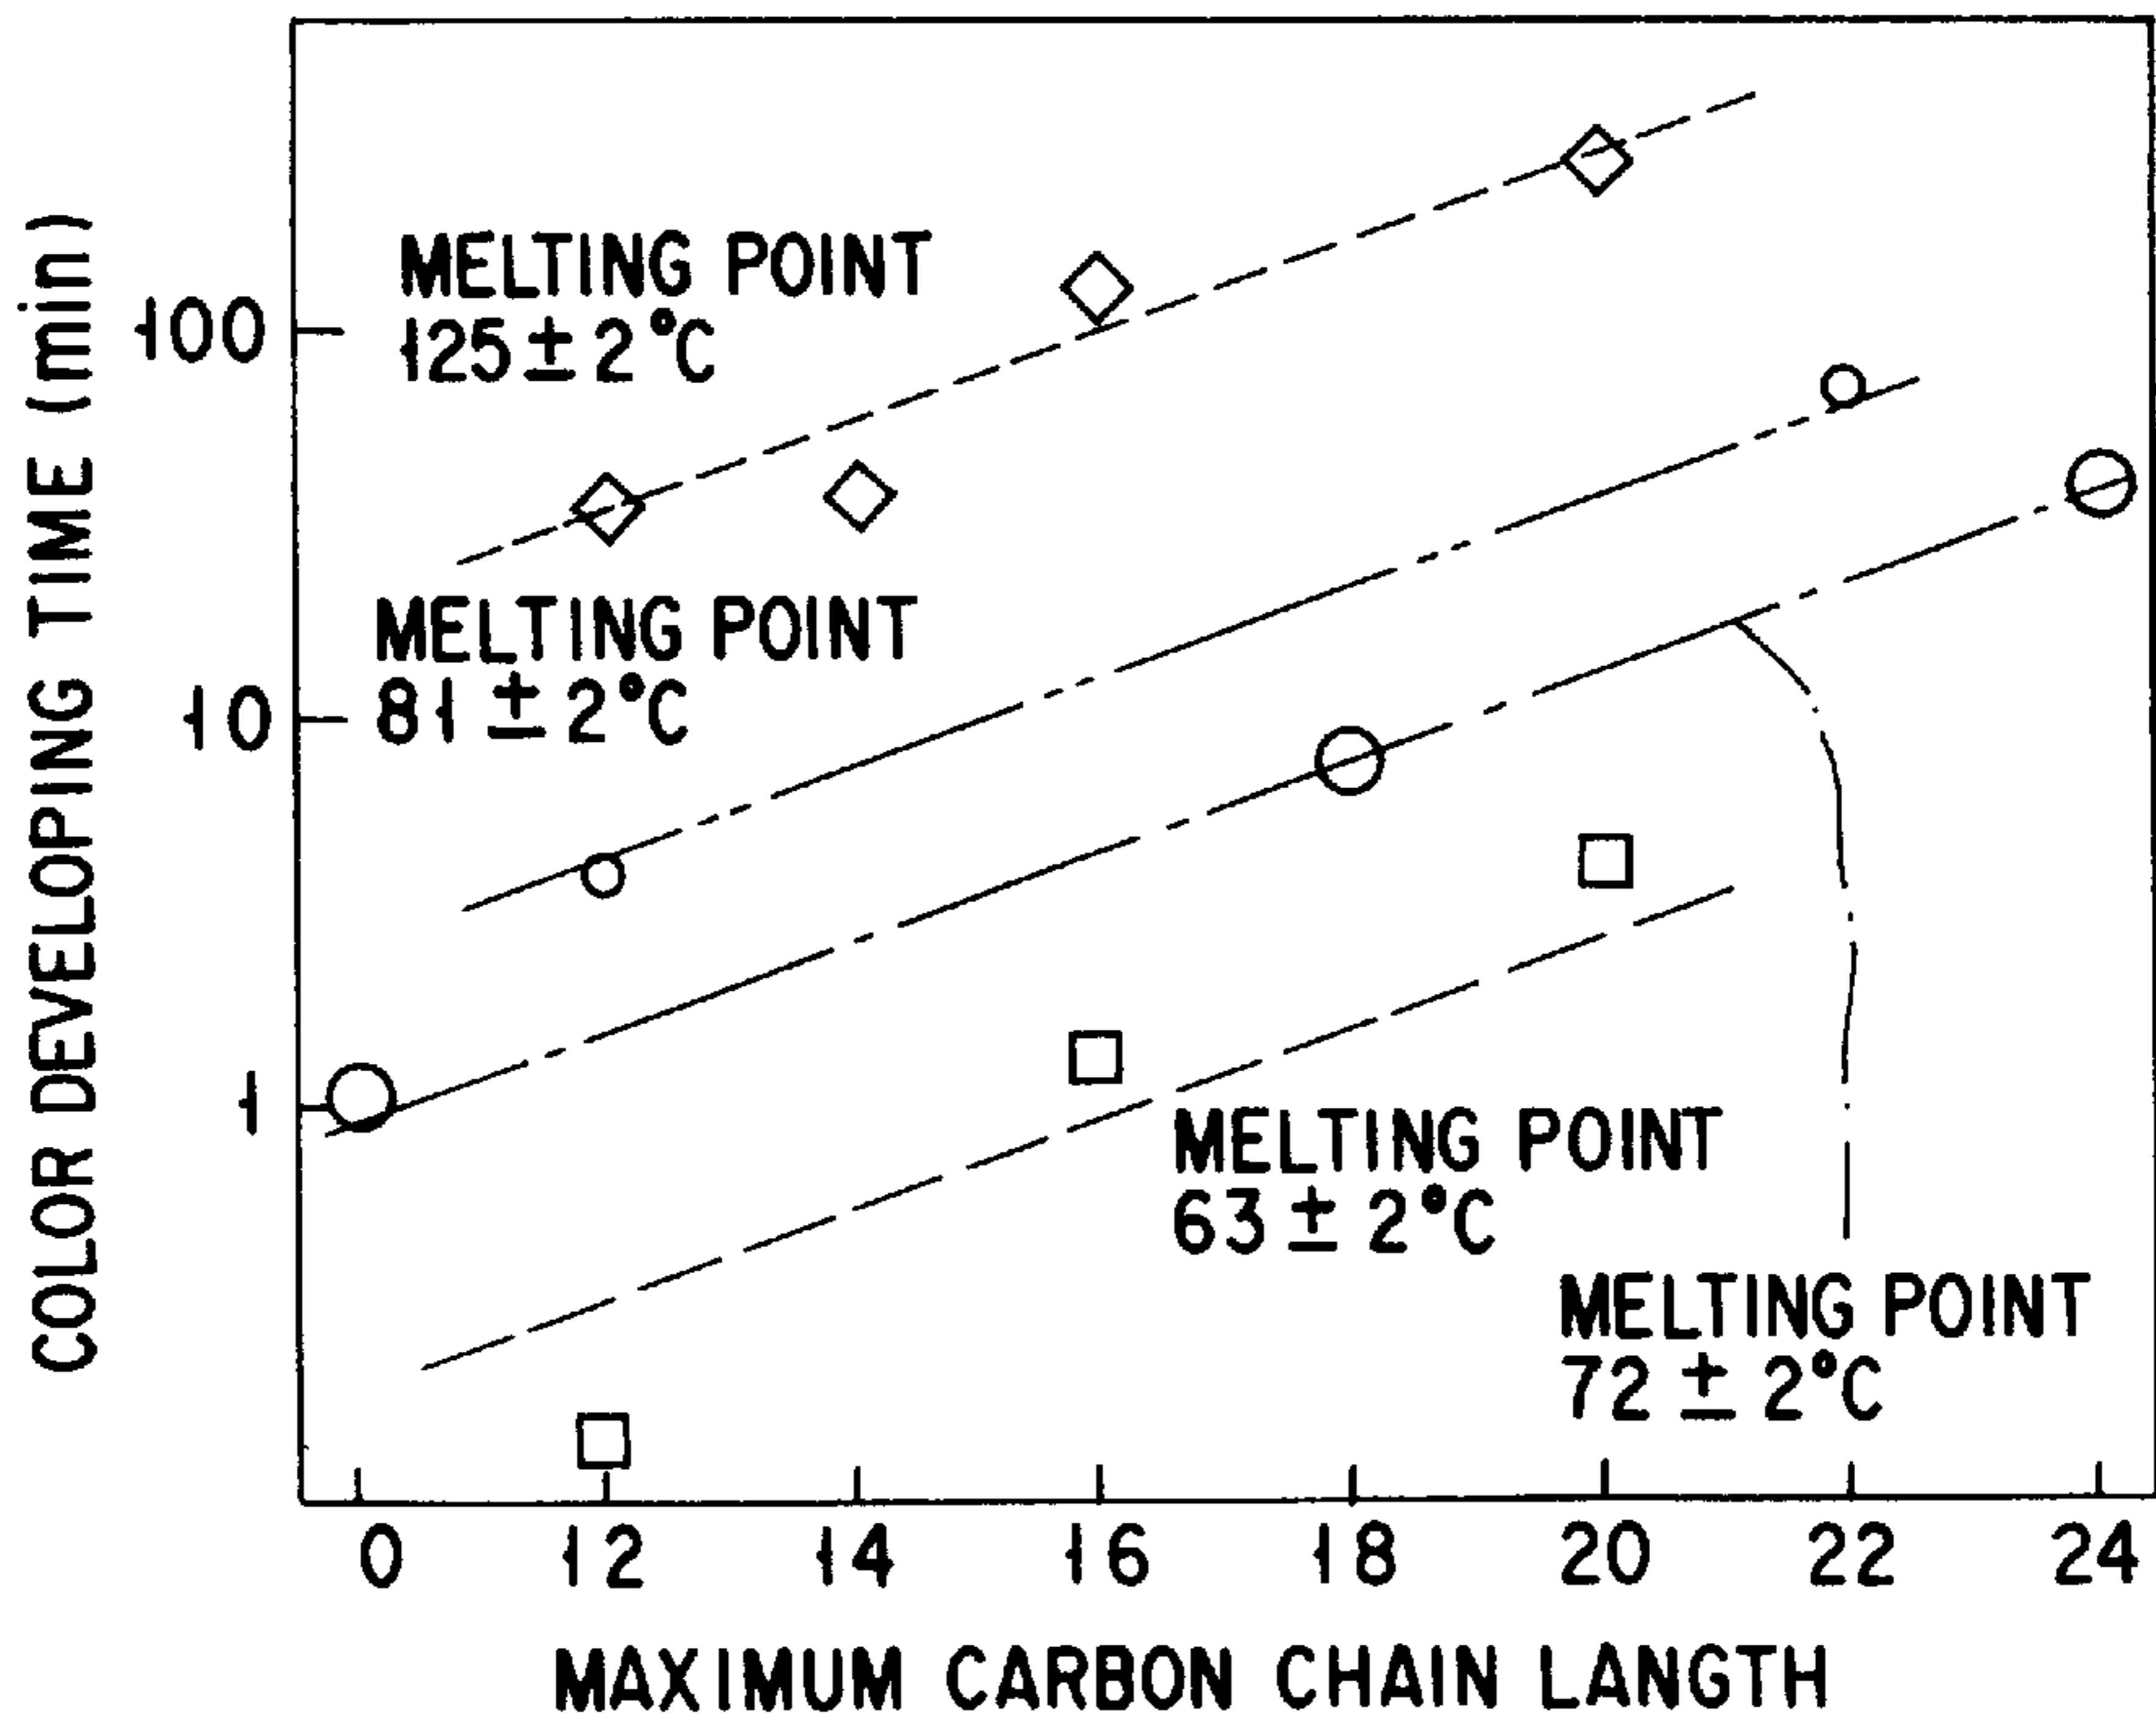 COLOR DEVELOPING TIME (min)
100
10
1
MELTING POINT
125 ± 2°C
MELTING POINT
81 ± 2°C
MELTING POINT
63 ± 2°C
MELTING POINT
72 ± 2°C
0 12 14 16 18 20 22 24
MAXIMUM CARBON CHAIN LANGTH